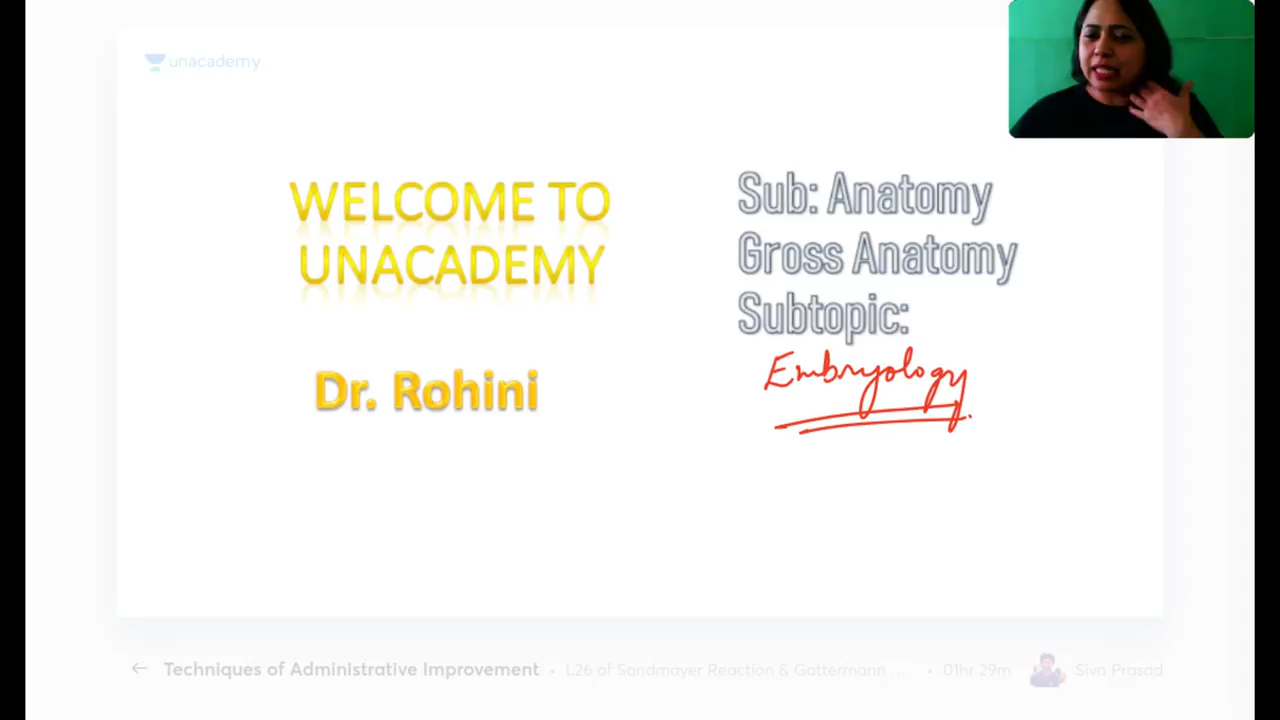 unacademy
WELCOME TO
UNACADEMY
Dr. Rohini
Sub: Anatomy
Gross Anatomy
Subtopic:
Embryology
← Techniques of Administrative Improvement • L26 of Sandmayer Reaction & Gattermann ... • 01hr 29m Siva Prasad